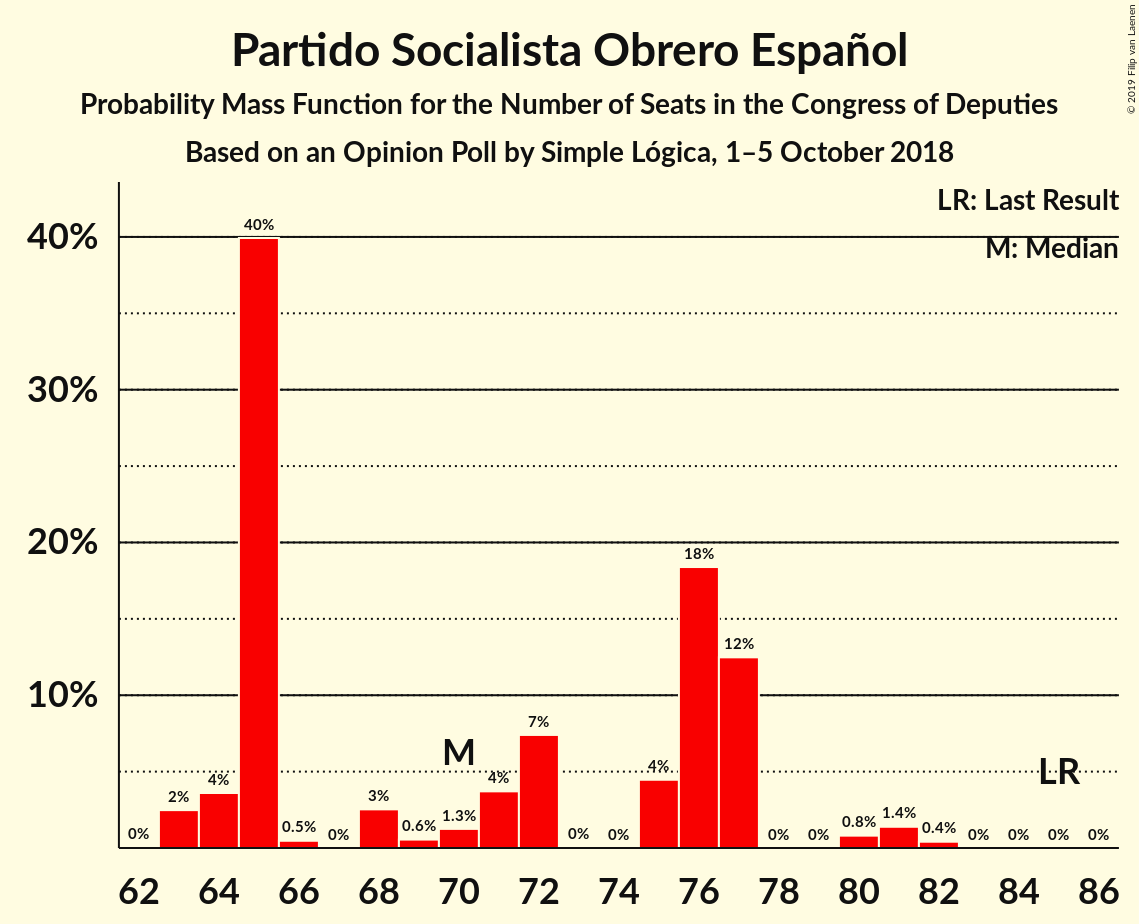 Partido Socialista Obrero Español
Probability Mass Function for the Number of Seats in the Congress of Deputies
Based on an Opinion Poll by Simple Lógica, 1–5 October 2018
© 2019 Filip van Laenen
LR: Last Result
M: Median
40%
30%
20%
10%
0% 2% 4% 40% 0.5% 0% 3% 0.6% 1.3% 4% 7% 0% 0% 4% 18% 12% 0% 0% 0.8% 1.4% 0.4% 0% 0% 0% 0%
M
LR
62 64 66 68 70 72 74 76 78 80 82 84 86